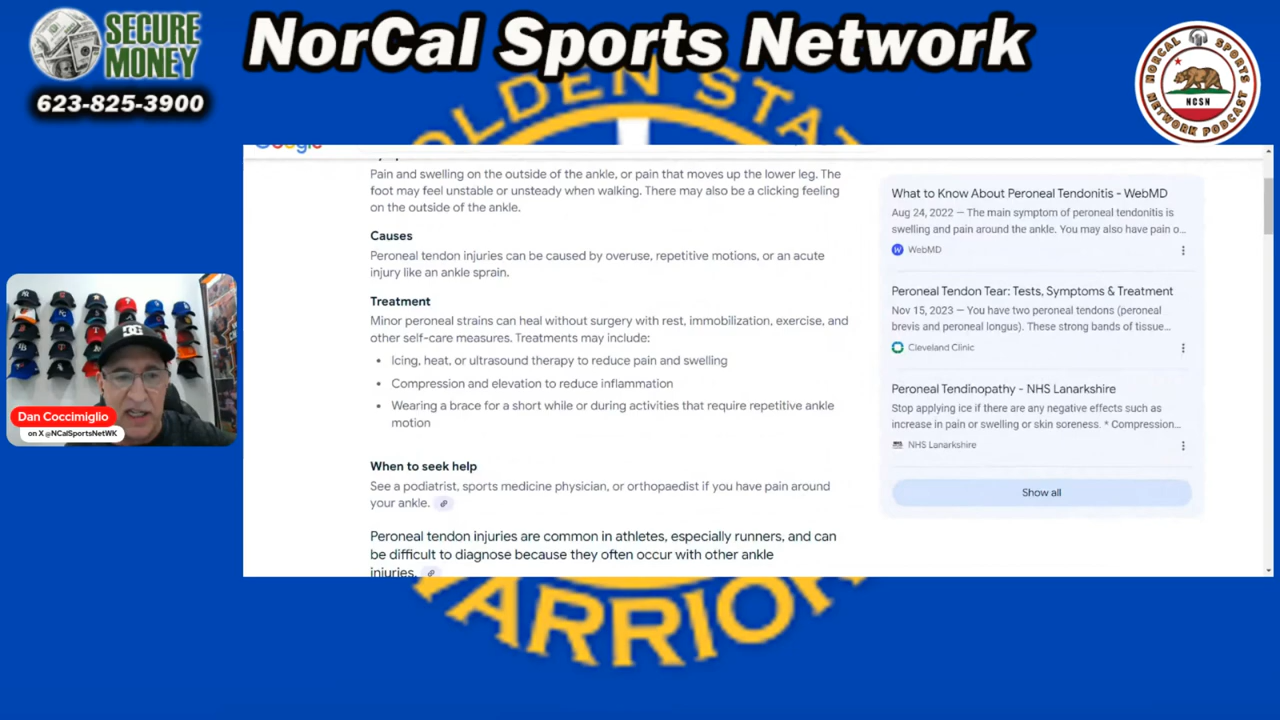 SECURE
MONEY
623-825-3900
NorCal Sports Network
NORCAL SPORTS
NETWORK PODCAST
NCSN
GOLDEN STATE
WARRIORS
Google
Pain and swelling on the outside of the ankle, or pain that moves up the lower leg. The
foot may feel unstable or unsteady when walking. There may also be a clicking feeling
on the outside of the ankle.
Causes
Peroneal tendon injuries can be caused by overuse, repetitive motions, or an acute
injury like an ankle sprain.
Treatment
Minor peroneal strains can heal without surgery with rest, immobilization, exercise, and
other self-care measures. Treatments may include:
• Icing, heat, or ultrasound therapy to reduce pain and swelling
• Compression and elevation to reduce inflammation
• Wearing a brace for a short while or during activities that require repetitive ankle
motion
When to seek help
See a podiatrist, sports medicine physician, or orthopaedist if you have pain around
your ankle.
Peroneal tendon injuries are common in athletes, especially runners, and can
be difficult to diagnose because they often occur with other ankle
injuries.
What to Know About Peroneal Tendonitis - WebMD
Aug 24, 2022 — The main symptom of peroneal tendonitis is
swelling and pain around the ankle. You may also have pain o...
W WebMD
Peroneal Tendon Tear: Tests, Symptoms & Treatment
Nov 15, 2023 — You have two peroneal tendons (peroneal
brevis and peroneal longus). These strong bands of tissue...
Cleveland Clinic
Peroneal Tendinopathy - NHS Lanarkshire
Stop applying ice if there are any negative effects such as
increase in pain or swelling or skin soreness. * Compression...
NHS Lanarkshire
Show all
Dan Coccimiglio
on X @NCalSportsNetWK